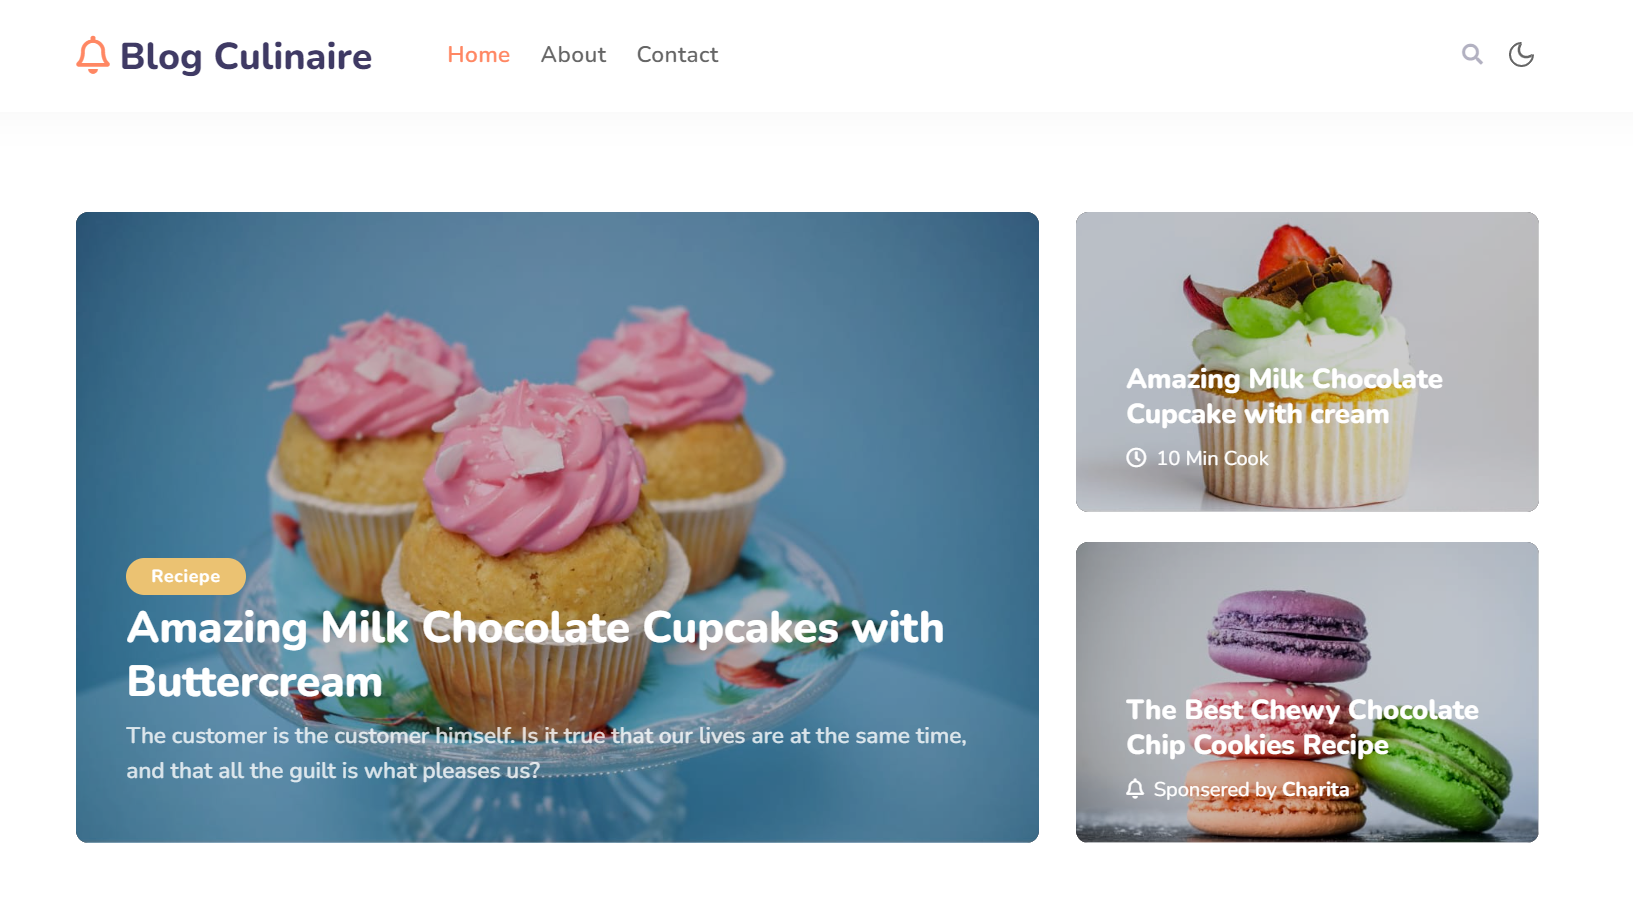 Blog Culinaire
Home About Contact
Reciepe
Amazing Milk Chocolate Cupcakes with
Buttercream
The customer is the customer himself. Is it true that our lives are at the same time,
and that all the guilt is what pleases us?
Amazing Milk Chocolate
Cupcake with cream
10 Min Cook
The Best Chewy Chocolate
Chip Cookies Recipe
Sponsered by Charita